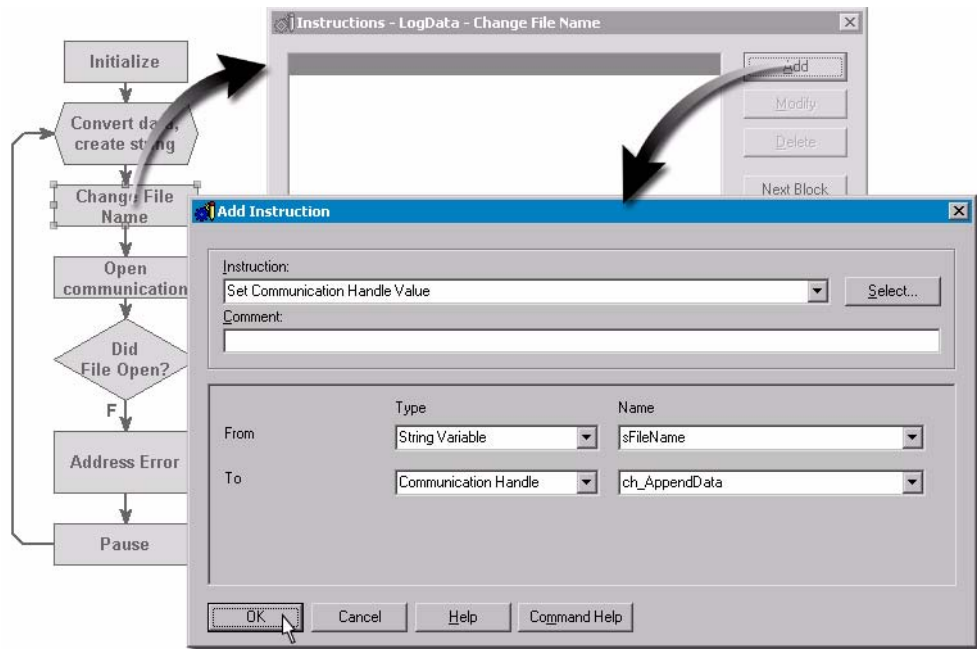 Initialize
Convert data,
create string
Change File
Name
Open
communication
Did
File Open?
F
Address Error
Pause
Instructions - LogData - Change File Name
Add
Modify
Delete
Next Block
Add Instruction
Instruction:
Set Communication Handle Value
Select...
Comment:
Type Name
From String Variable sFileName
To Communication Handle ch_AppendData
OK Cancel Help Command Help